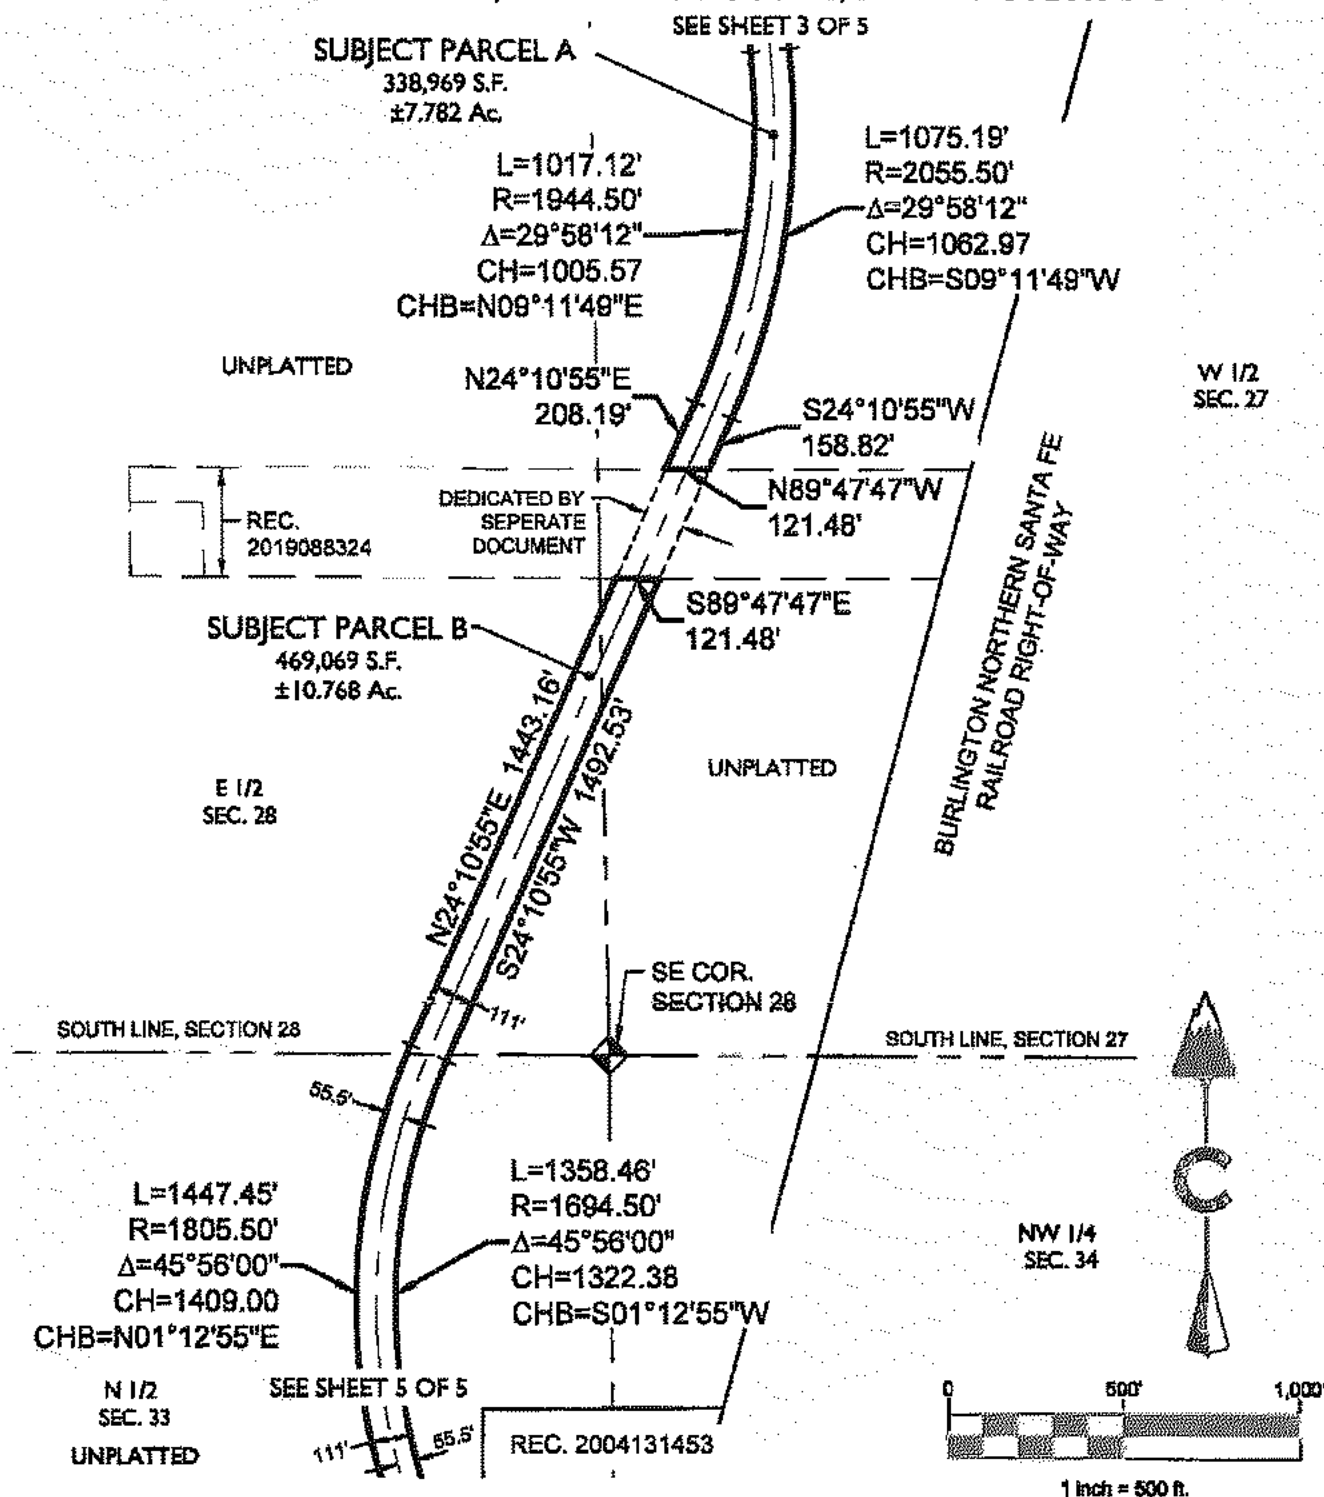 SEE SHEET 3 OF 5
SUBJECT PARCEL A
338,969 S.F.
±7.782 Ac.
L=1017.12'
R=1944.50'
Δ=29°58'12"
CH=1005.57
CHB=N09°11'49"E
L=1075.19'
R=2055.50'
Δ=29°58'12"
CH=1062.97
CHB=S09°11'49"W
UNPLATTED
W 1/2
SEC. 27
N24°10'55"E
208.19'
S24°10'55"W
158.82'
N89°47'47"W
121.48'
DEDICATED BY
SEPERATE
DOCUMENT
REC.
2019088324
S89°47'47"E
121.48'
SUBJECT PARCEL B
469,069 S.F.
±10.768 Ac.
BURLINGTON NORTHERN SANTA FE
RAILROAD RIGHT-OF-WAY
N24°10'55"E 1443.16'
S24°10'55"W 1492.53'
UNPLATTED
E 1/2
SEC. 28
SE COR.
SECTION 28
111'
SOUTH LINE, SECTION 28
SOUTH LINE, SECTION 27
55.5'
L=1447.45'
R=1805.50'
Δ=45°56'00"
CH=1409.00
CHB=N01°12'55"E
L=1358.46'
R=1694.50'
Δ=45°56'00"
CH=1322.38
CHB=S01°12'55"W
NW 1/4
SEC. 34
C
N 1/2
SEC. 33
UNPLATTED
SEE SHEET 5 OF 5
111'
55.5'
REC. 2004131453
0 500' 1,000'
1 inch = 500 ft.